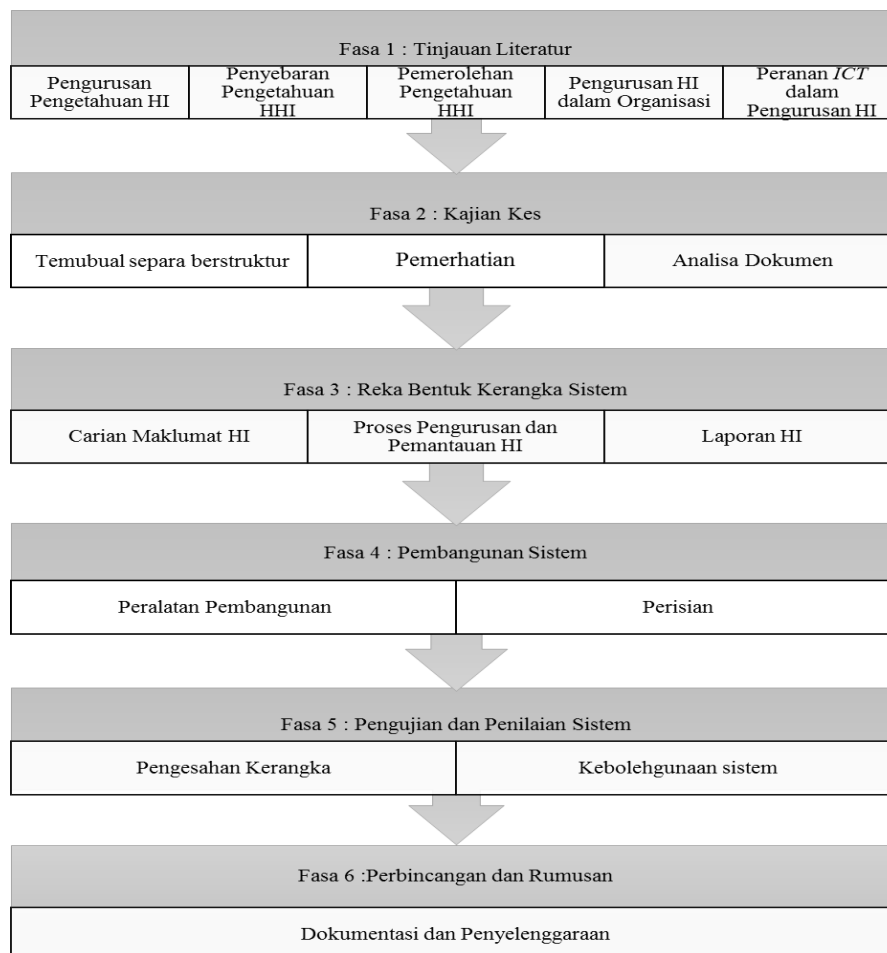 Fasa 1 : Tinjauan Literatur
Pengurusan
Pengetahuan HI
Penyebaran
Pengetahuan
HHI
Pemerolehan
Pengetahuan
HHI
Pengurusan HI
dalam Organisasi
Peranan ICT
dalam
Pengurusan HI
Fasa 2 : Kajian Kes
Temubual separa berstruktur
Pemerhatian
Analisa Dokumen
Fasa 3 : Reka Bentuk Kerangka Sistem
Carian Maklumat HI
Proses Pengurusan dan
Pemantauan HI
Laporan HI
Fasa 4 : Pembangunan Sistem
Peralatan Pembangunan
Perisian
Fasa 5 : Pengujian dan Penilaian Sistem
Pengesahan Kerangka
Kebolehgunaan sistem
Fasa 6 :Perbincangan dan Rumusan
Dokumentasi dan Penyelenggaraan